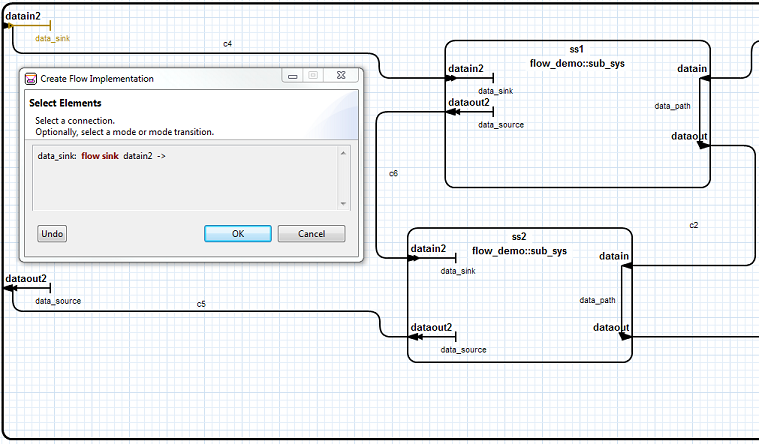 datain2
data_sink
c4
Create Flow Implementation
Select Elements
Select a connection.
Optionally, select a mode or mode transition.
data_sink: flow sink datain2 ->
Undo
OK
Cancel
ss1
flow_demo::sub_sys
datain2
data_sink
dataout2
data_source
datain
data_path
dataout
c6
c2
ss2
flow_demo::sub_sys
datain2
data_sink
datain
data_path
dataout2
data_source
dataout
dataout2
data_source
c5